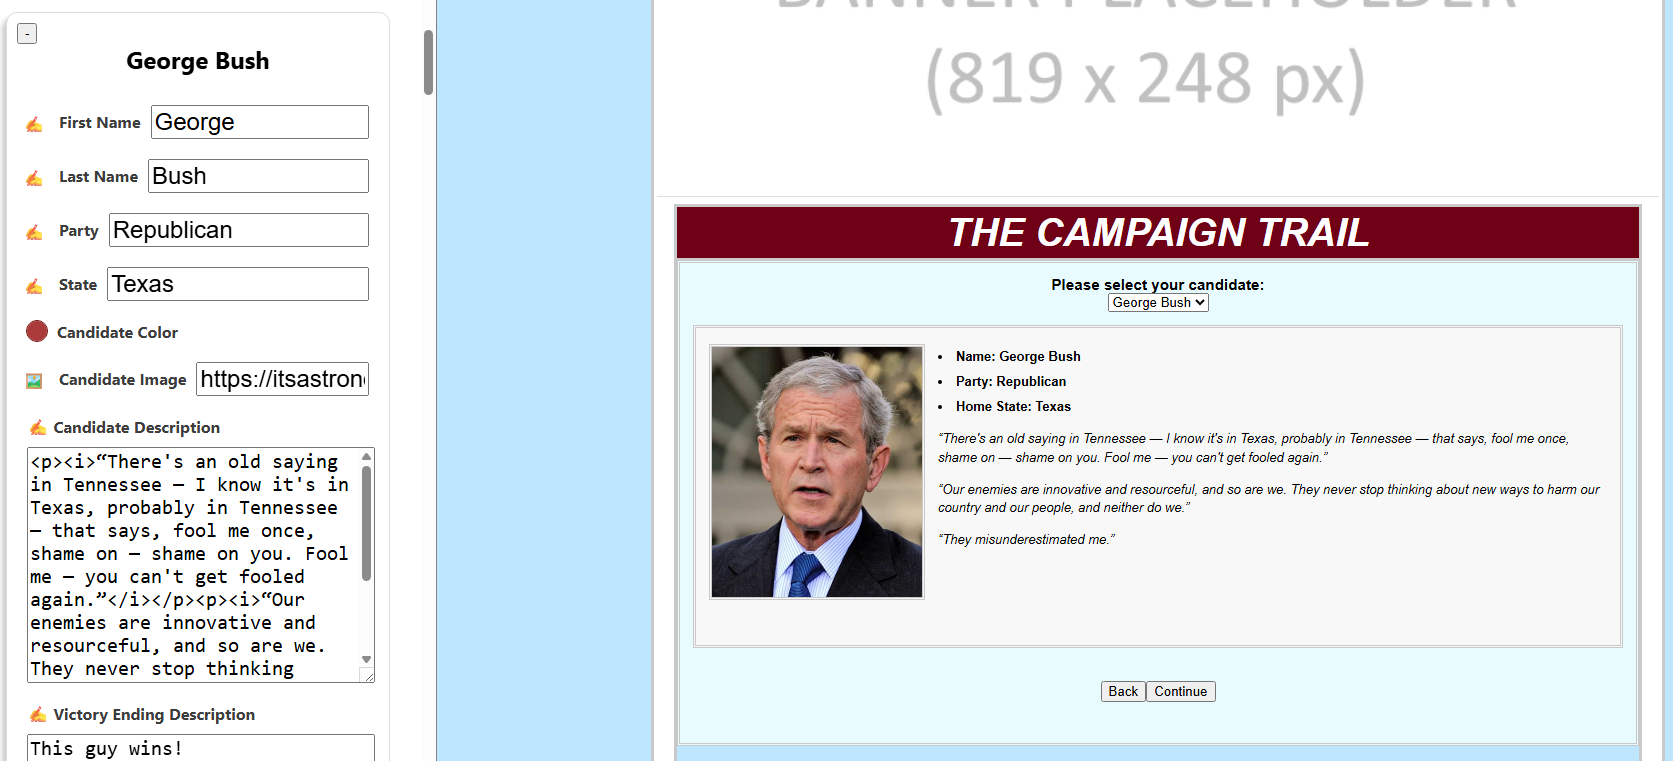 -
George Bush
First Name George
Last Name Bush
Party Republican
State Texas
Candidate Color
Candidate Image https://itsastron
Candidate Description
<p><i>“There's an old saying
in Tennessee — I know it's in
Texas, probably in Tennessee
— that says, fool me once,
shame on — shame on you. Fool
me — you can't get fooled
again.”</i></p><p><i>“Our
enemies are innovative and
resourceful, and so are we.
They never stop thinking
Victory Ending Description
This guy wins!
BANNER PLACEHOLDER
(819 x 248 px)
THE CAMPAIGN TRAIL
Please select your candidate:
George Bush
• Name: George Bush
• Party: Republican
• Home State: Texas
“There's an old saying in Tennessee — I know it's in Texas, probably in Tennessee — that says, fool me once,
shame on — shame on you. Fool me — you can't get fooled again.”
“Our enemies are innovative and resourceful, and so are we. They never stop thinking about new ways to harm our
country and our people, and neither do we.”
“They misunderestimated me.”
Back Continue